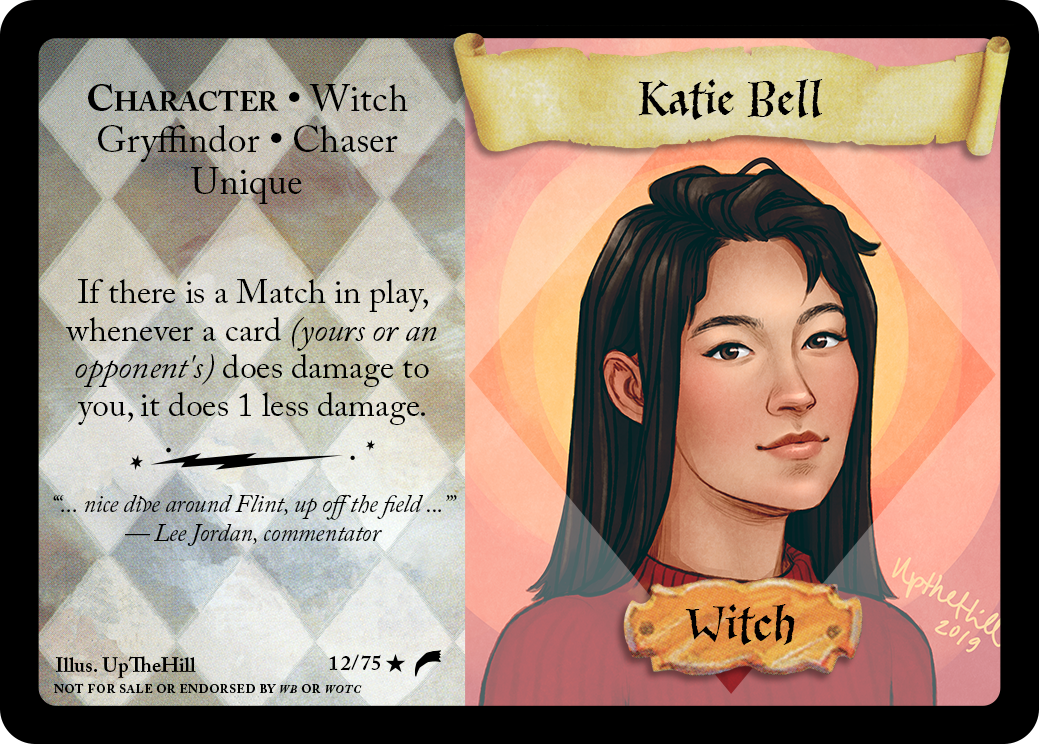 CHARACTER • Witch
Gryffindor • Chaser
Unique
If there is a Match in play,
whenever a card (yours or an
opponent's) does damage to
you, it does 1 less damage.
“‘... nice dive around Flint, up off the field ...’”
— Lee Jordan, commentator
Illus. UpTheHill
12/75 ★
NOT FOR SALE OR ENDORSED BY WB OR WOTC
Katie Bell
UptheHill
2019
Witch